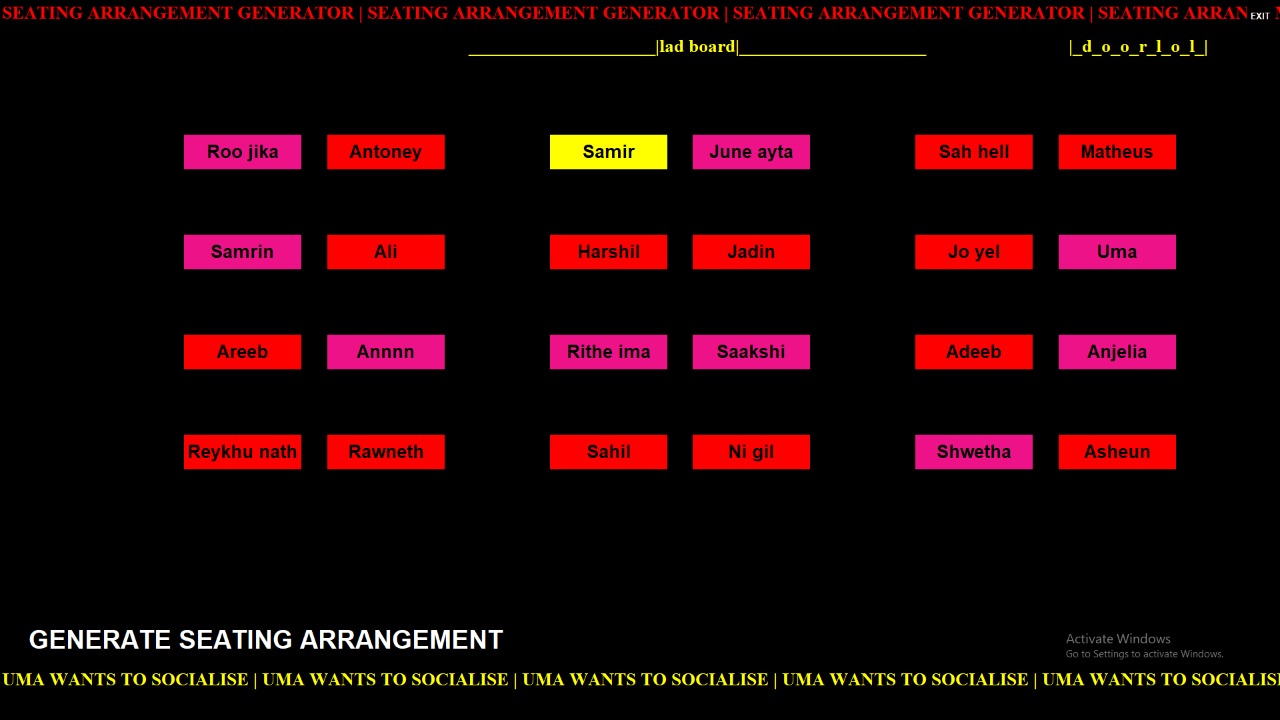 SEATING ARRANGEMENT GENERATOR | SEATING ARRANGEMENT GENERATOR | SEATING ARRANGEMENT GENERATOR | SEATING ARRAN EXIT
___________________|lad board|___________________ |_d_o_o_r_l_o_l_|
Roo jika Antoney Samir June ayta Sah hell Matheus
Samrin Ali Harshil Jadin Jo yel Uma
Areeb Annnn Rithe ima Saakshi Adeeb Anjelia
Reykhu nath Rawneth Sahil Ni gil Shwetha Asheun
GENERATE SEATING ARRANGEMENT
Activate Windows
Go to Settings to activate Windows.
UMA WANTS TO SOCIALISE | UMA WANTS TO SOCIALISE | UMA WANTS TO SOCIALISE | UMA WANTS TO SOCIALISE | UMA WANTS TO SOCIALIS